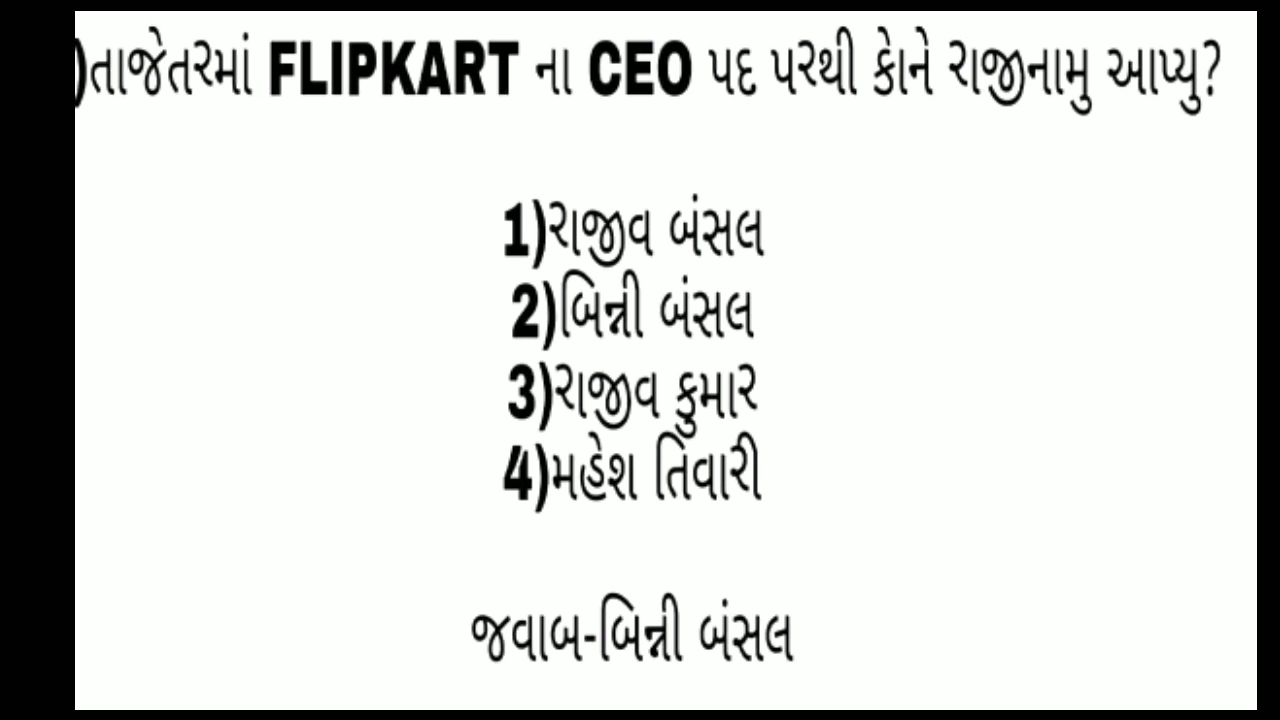 )તાજેતરમાં FLIPKART ના CEO પદ પરથી કોને રાજીનામુ આપ્યુ?
1)રાજીવ બંસલ
2)બિન્ની બંસલ
3)રાજીવ કુમાર
4)મહેશ તિવારી
જવાબ-બિન્ની બંસલ